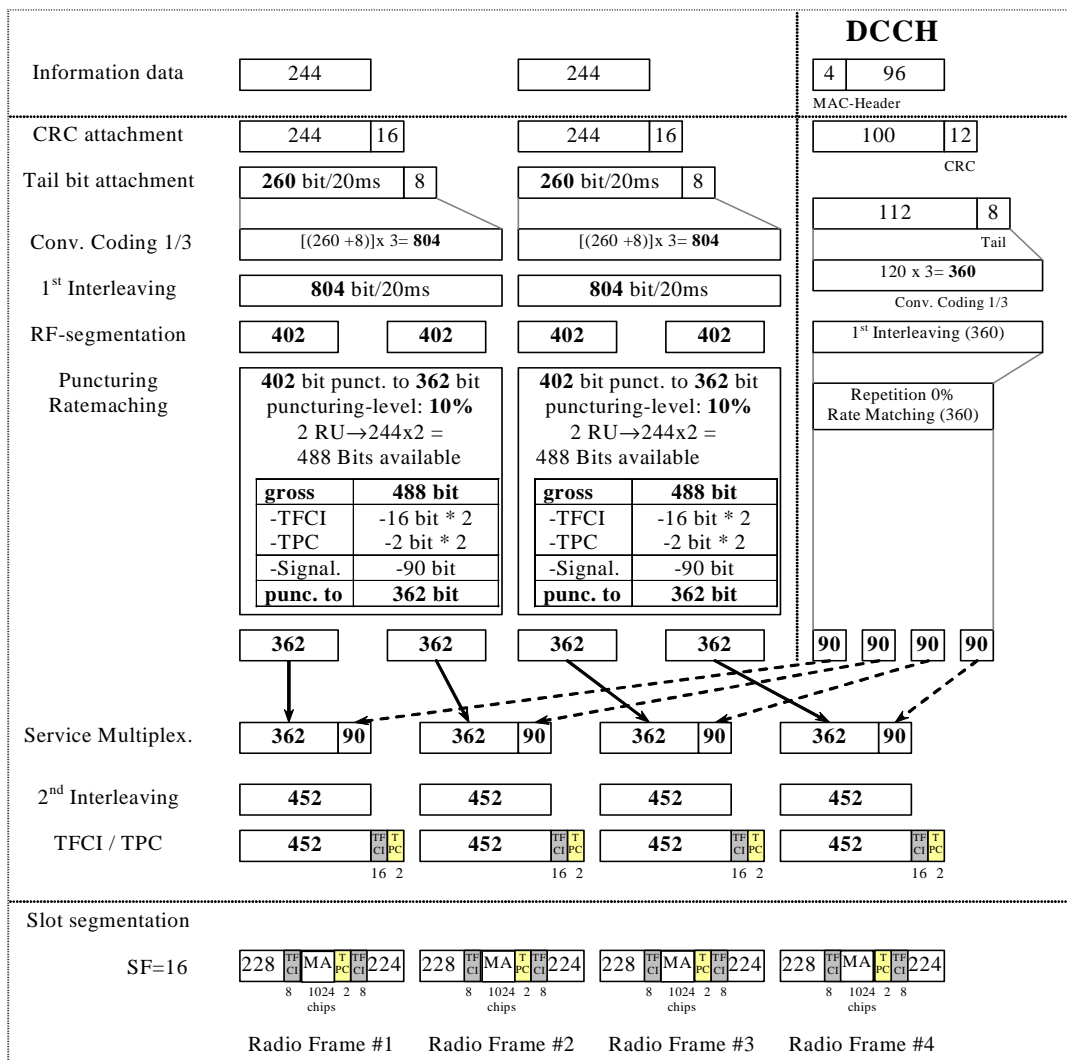 DCCH
Information data 244 244 4 96
MAC-Header
CRC attachment 244 16 244 16 100 12
CRC
Tail bit attachment 260 bit/20ms 8 260 bit/20ms 8
112 8
Tail
Conv. Coding 1/3 [(260 +8)]x 3= 804 [(260 +8)]x 3= 804
120 x 3= 360
Conv. Coding 1/3
1st Interleaving 804 bit/20ms 804 bit/20ms
RF-segmentation 402 402 402 402 1st Interleaving (360)
Puncturing
Ratemaching
402 bit punct. to 362 bit
puncturing-level: 10%
2 RU→244x2 =
488 Bits available
gross 488 bit
-TFCI -16 bit * 2
-TPC -2 bit * 2
-Signal. -90 bit
punc. to 362 bit
402 bit punct. to 362 bit
puncturing-level: 10%
2 RU→244x2 =
488 Bits available
gross 488 bit
-TFCI -16 bit * 2
-TPC -2 bit * 2
-Signal. -90 bit
punc. to 362 bit
Repetition 0%
Rate Matching (360)
362 362 362 362 90 90 90 90
Service Multiplex. 362 90 362 90 362 90 362 90
2nd Interleaving 452 452 452 452
TFCI / TPC 452 TF CI T PC 452 TF CI T PC 452 TF CI T PC 452 TF CI T PC
16 2 16 2 16 2 16 2
Slot segmentation
SF=16 228 TF CI MA T PC TF CI 224 228 TF CI MA T PC TF CI 224 228 TF CI MA T PC TF CI 224 228 TF CI MA T PC TF CI 224
8 1024 2 8 8 1024 2 8 8 1024 2 8 8 1024 2 8
chips chips chips chips
Radio Frame #1 Radio Frame #2 Radio Frame #3 Radio Frame #4